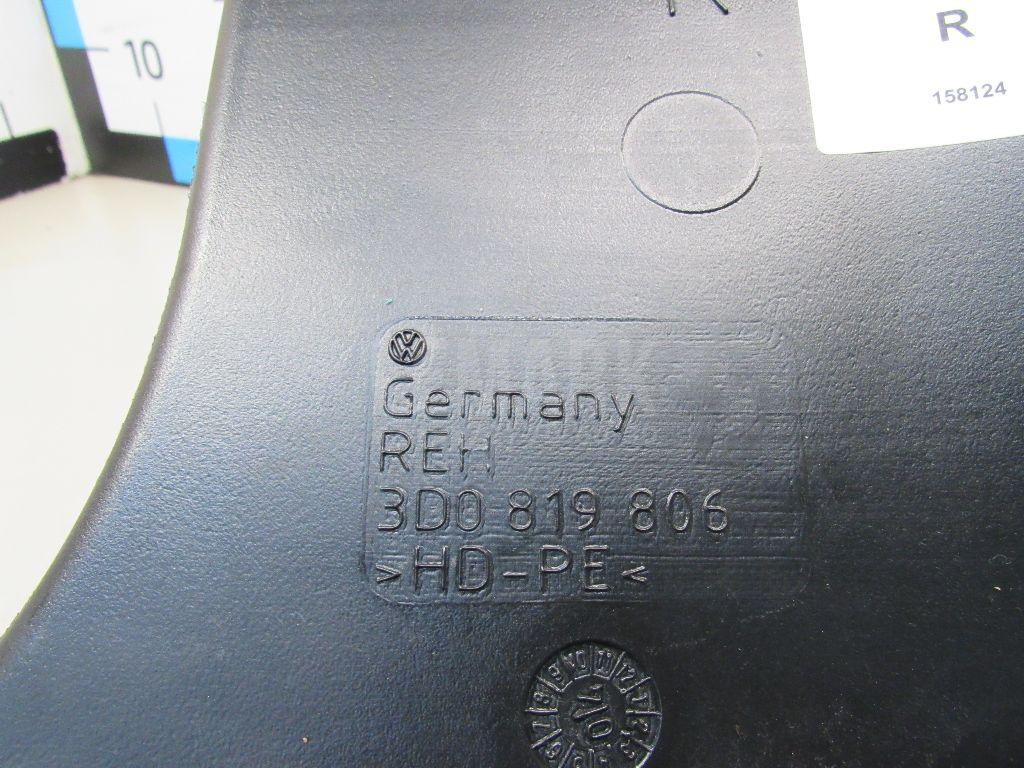 10
R
158124
Germany
REH
3D0 819 806
>HD-PE<